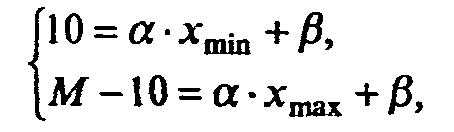 10 = α · x_min + β,
M − 10 = α · x_max + β,